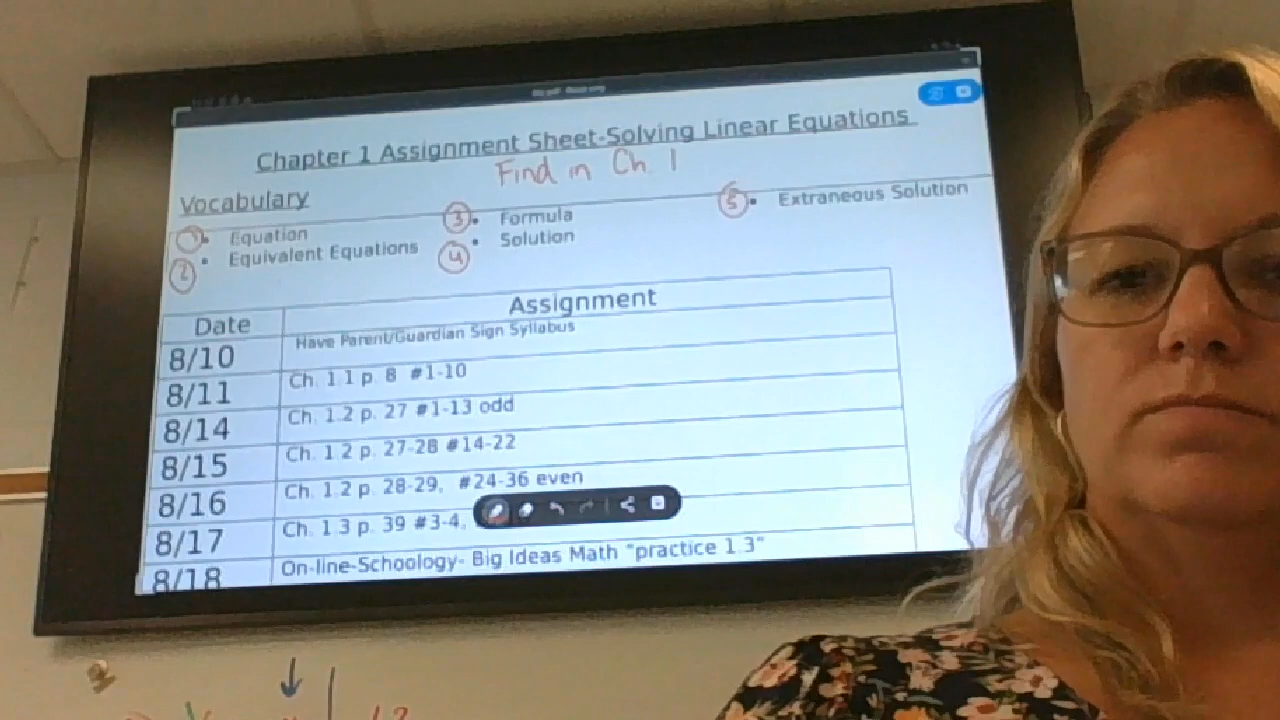 Chapter 1 Assignment Sheet-Solving Linear Equations
Find in Ch. 1
Vocabulary
1 • Equation
2 • Equivalent Equations
3 • Formula
4 • Solution
5 • Extraneous Solution
Date Assignment
8/10 Have Parent/Guardian Sign Syllabus
8/11 Ch. 1.1 p. 8 #1-10
8/14 Ch. 1.2 p. 27 #1-13 odd
8/15 Ch. 1.2 p. 27-28 #14-22
8/16 Ch. 1.2 p. 28-29, #24-36 even
8/17 Ch. 1.3 p. 39 #3-4,
8/18 On-line-Schoology- Big Ideas Math "practice 1.3"